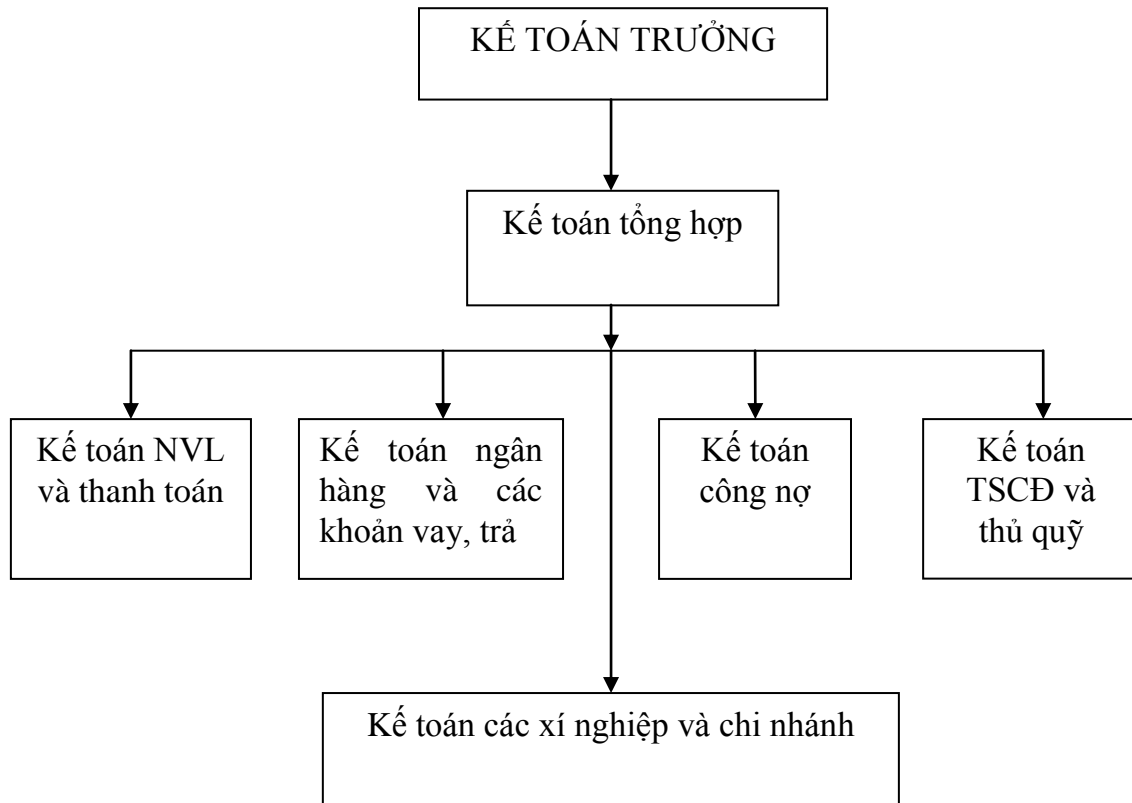 KẾ TOÁN TRƯỞNG
Kế toán tổng hợp
Kế toán NVL
và thanh toán
Kế toán ngân
hàng và các
khoản vay, trả
Kế toán
công nợ
Kế toán
TSCĐ và
thủ quỹ
Kế toán các xí nghiệp và chi nhánh